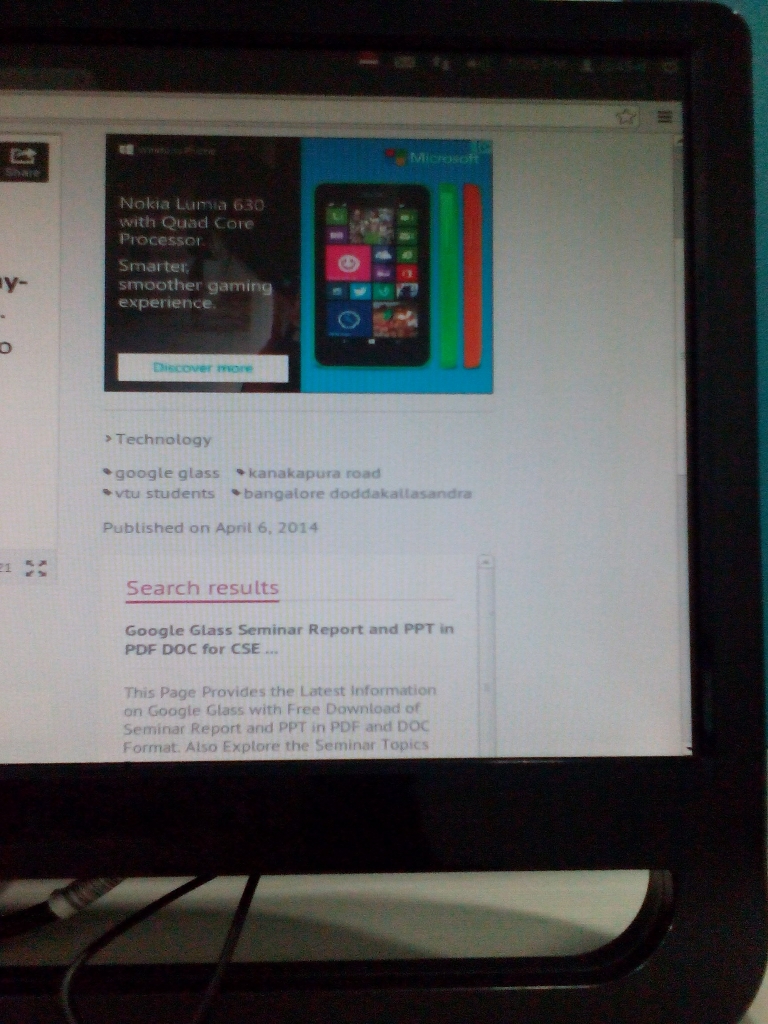 Share
Windows Phone
Microsoft
Nokia Lumia 630
with Quad Core
Processor.
Smarter,
smoother gaming
experience.
Discover more
y-
o
> Technology
google glass kanakapura road
vtu students bangalore doddakallasandra
Published on April 6, 2014
21
Search results
Google Glass Seminar Report and PPT in
PDF DOC for CSE ...
This Page Provides the Latest Information
on Google Glass with Free Download of
Seminar Report and PPT in PDF and DOC
Format. Also Explore the Seminar Topics